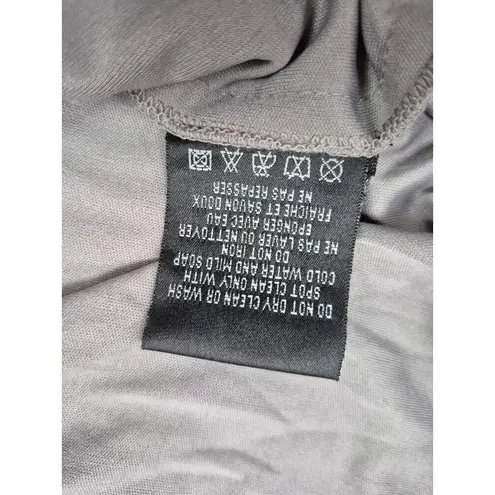 DO NOT DRY CLEAN OR WASH
SPOT CLEAN ONLY WITH
COLD WATER AND MILD SOAP
DO NOT IRON
NE PAS LAVER OU NETTOYER
EPONGER AVEC EAU
FRAICHE ET SAVON DOUX
NE PAS REPASSER